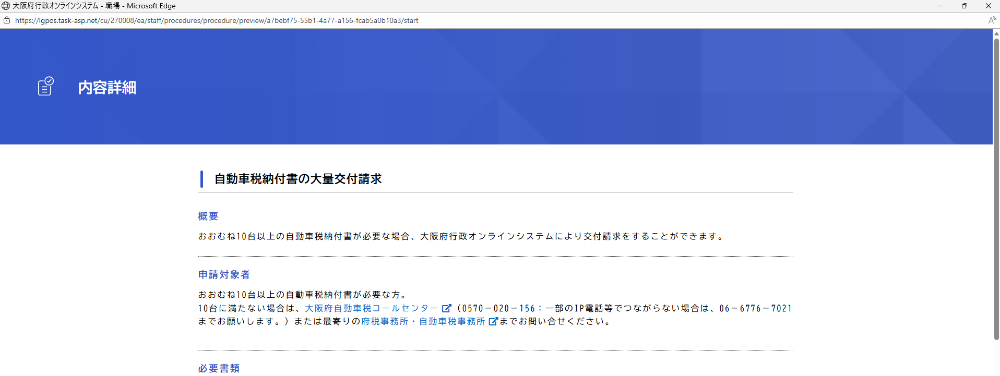 大阪府行政オンラインシステム - 職場 - Microsoft Edge
https://lgpos.task-asp.net/cu/270008/ea/staff/procedures/procedure/preview/a7bebf75-55b1-4a77-a156-fcab5a0b10a3/start
内容詳細
自動車税納付書の大量交付請求
概要
おおむね10台以上の自動車税納付書が必要な場合、大阪府行政オンラインシステムにより交付請求をすることができます。
申請対象者
おおむね10台以上の自動車税納付書が必要な方。
10台に満たない場合は、大阪府自動車税コールセンター（0570－020－156：一部のIP電話等でつながらない場合は、06－6776－7021
までお願いします。）または最寄りの府税事務所・自動車税事務所までお問い合せください。
必要書類